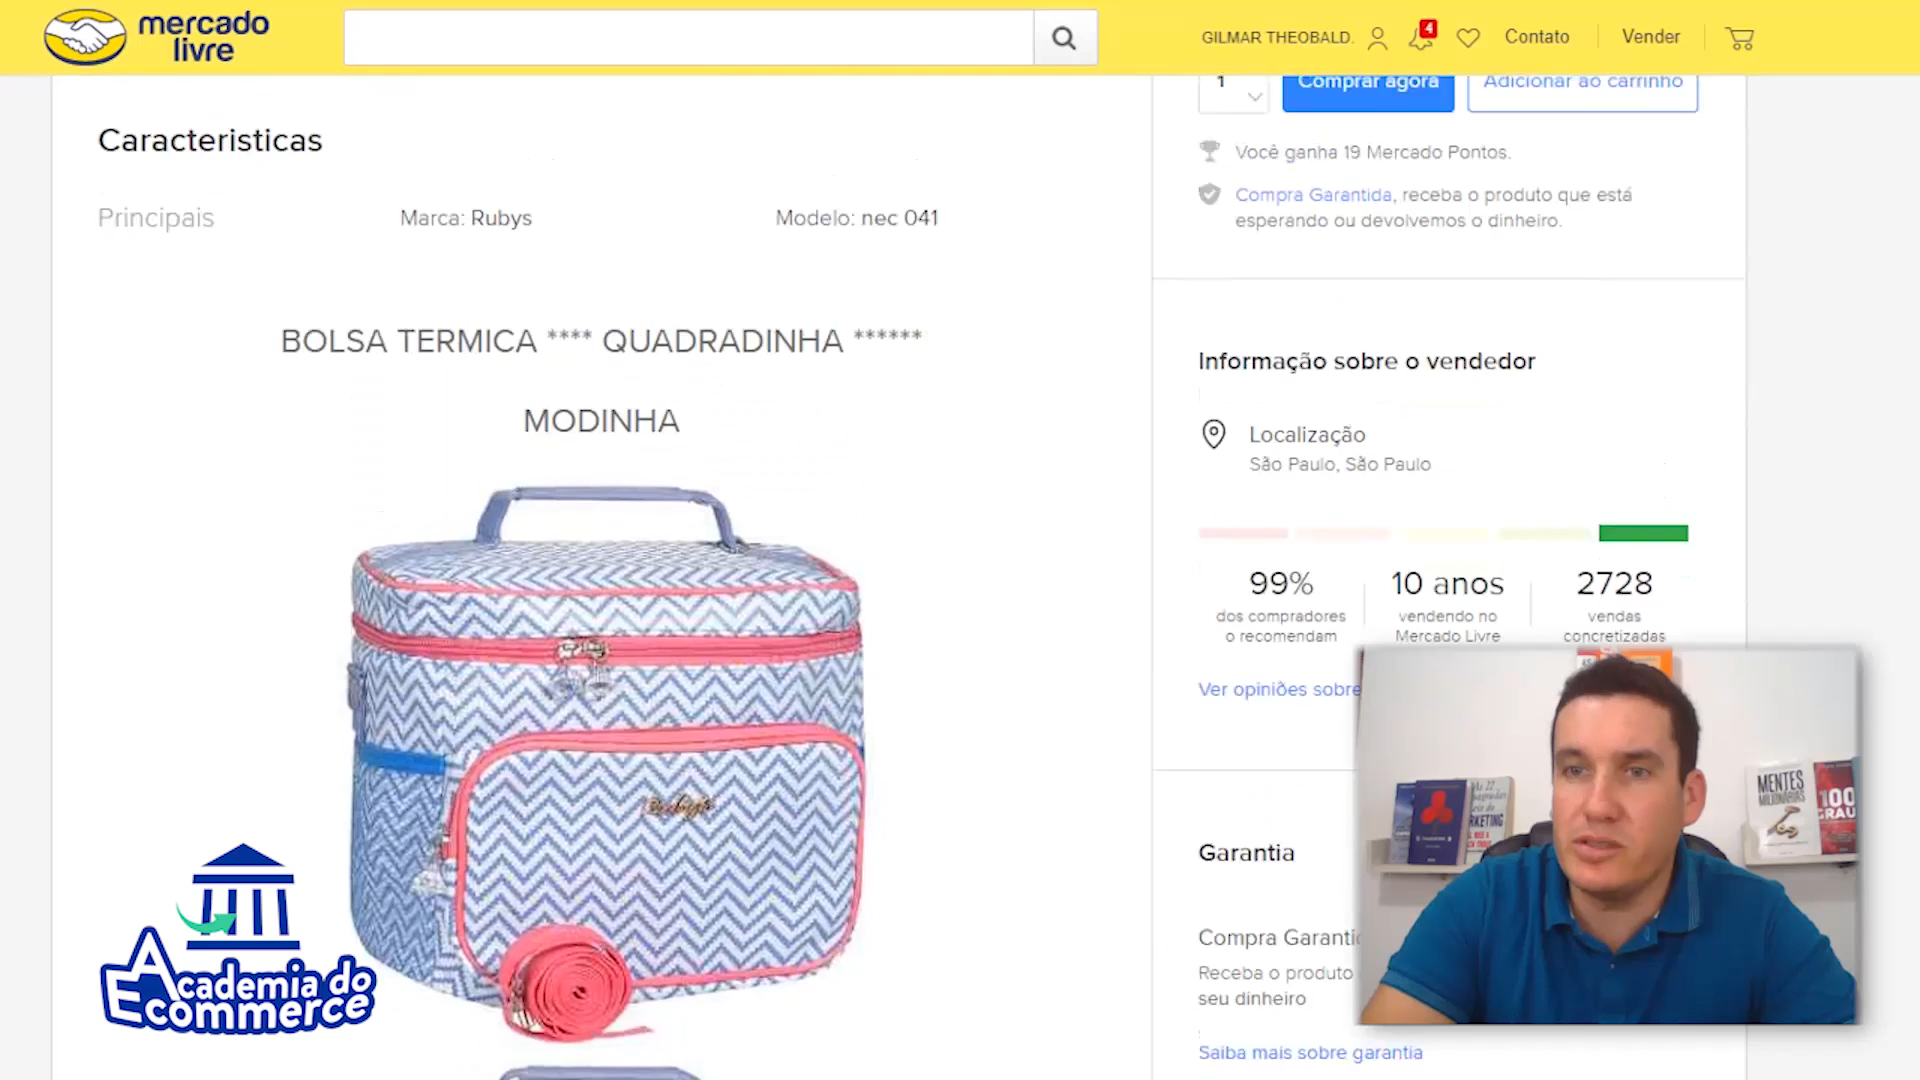 mercado
livre
GILMAR THEOBALD.
4
Contato
Vender
1
Comprar agora
Adicionar ao carrinho
Caracteristicas
Você ganha 19 Mercado Pontos.
Principais
Marca: Rubys
Modelo: nec 041
Compra Garantida, receba o produto que está
esperando ou devolvemos o dinheiro.
BOLSA TERMICA **** QUADRADINHA ******
MODINHA
Informação sobre o vendedor
Localização
São Paulo, São Paulo
99%
dos compradores
o recomendam
10 anos
vendendo no
Mercado Livre
2728
vendas
concretizadas
Ver opiniões sobre
Garantia
Receba o produto
seu dinheiro
Saiba mais sobre garantia
Academia do
Ecommerce
MENTES
100